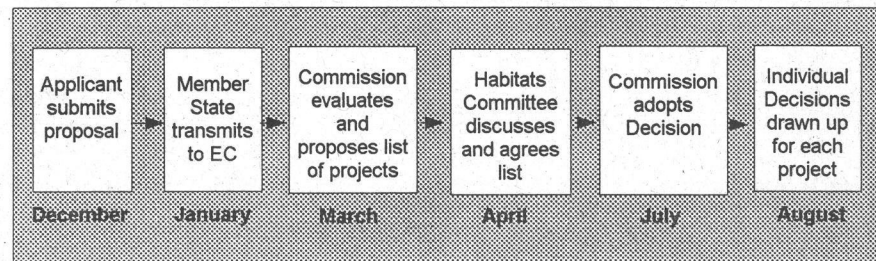 Applicant
submits
proposal
Member
State
transmits
to EC
Commission
evaluates
and
proposes list
of projects
Habitats
Committee
discusses
and agrees
list
Commission
adopts
Decision
Individual
Decisions
drawn up
for each
project
December
January
March
April
July
August